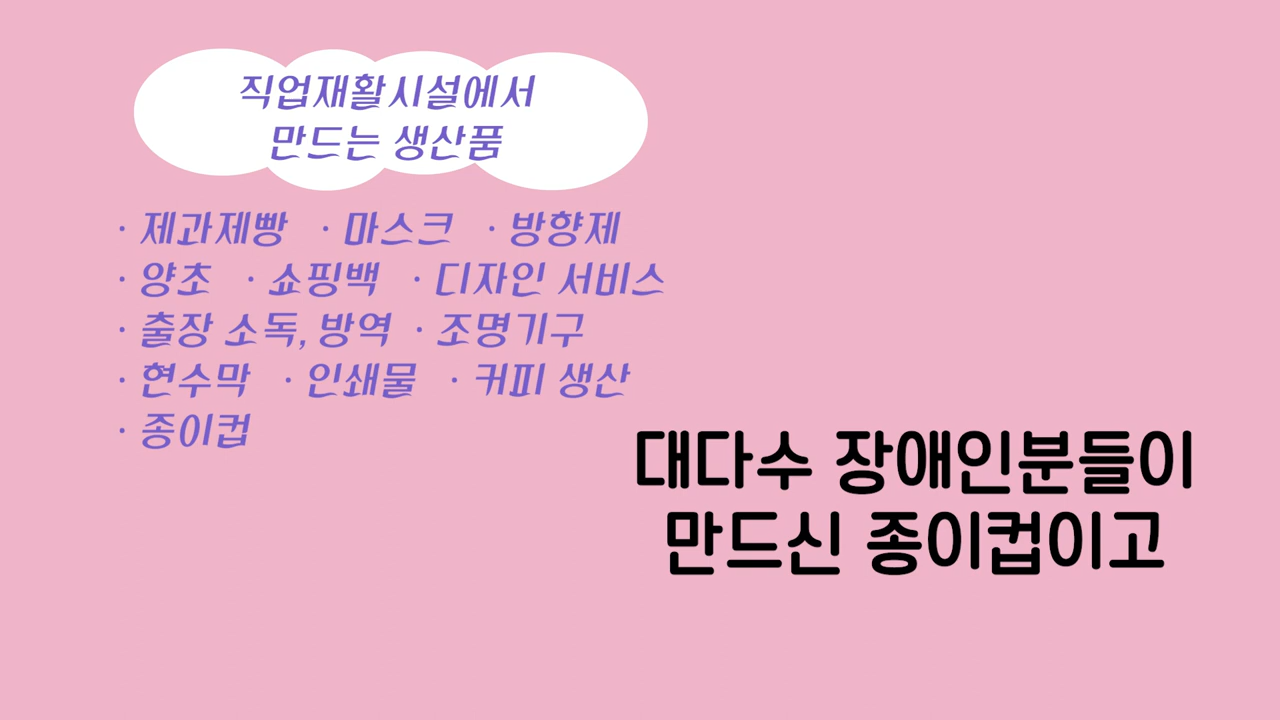 직업재활시설에서
만드는 생산품
· 제과제빵 · 마스크 · 방향제
· 양초 · 쇼핑백 · 디자인 서비스
· 출장 소독, 방역 · 조명기구
· 현수막 · 인쇄물 · 커피 생산
· 종이컵
대다수 장애인분들이
만드신 종이컵이고